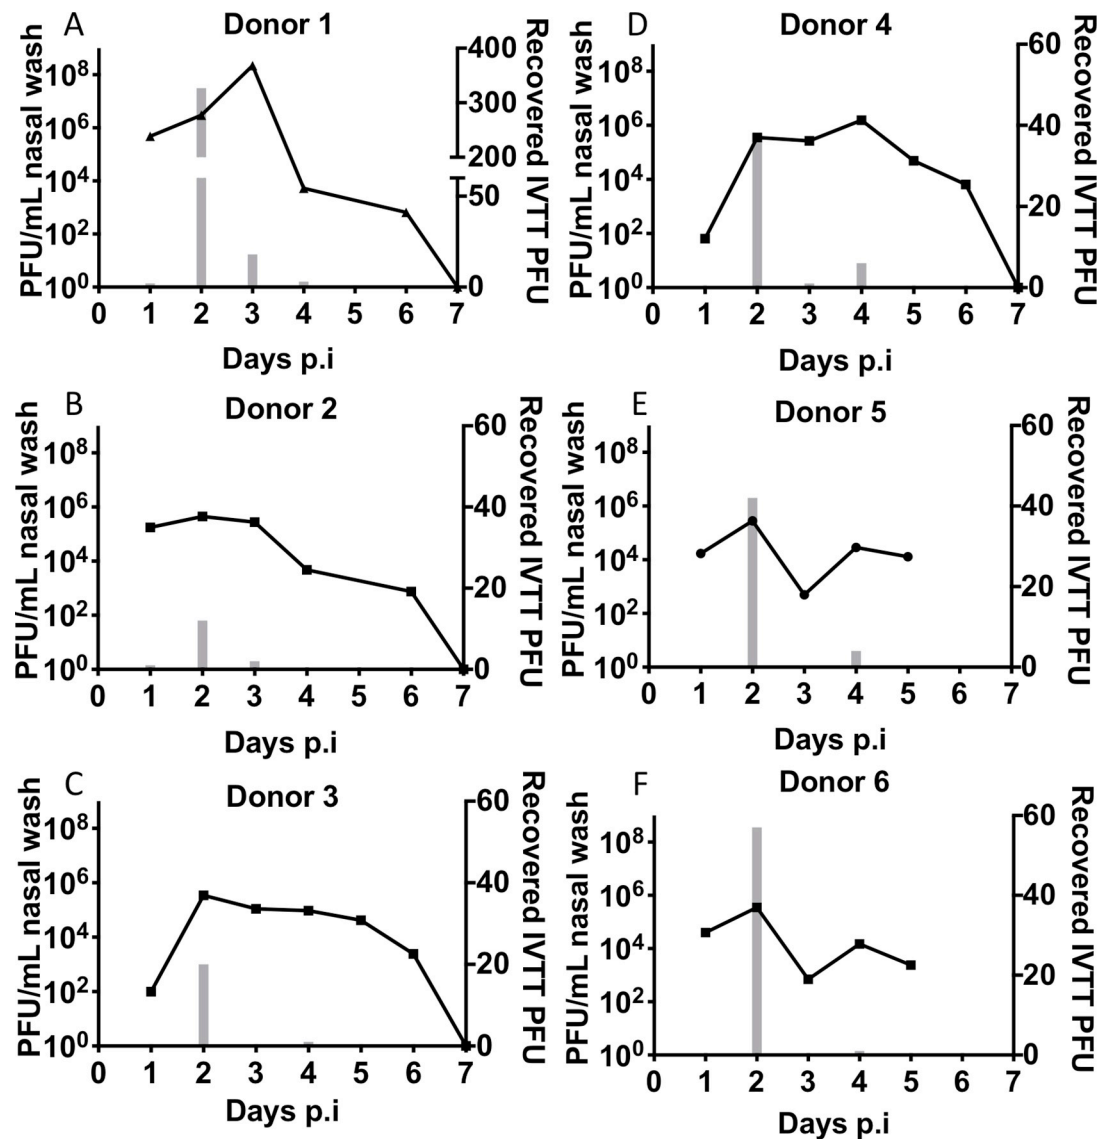 A
Donor 1
PFU/mL nasal wash
10^8
10^6
10^4
10^2
10^0
400
300
200
50
0
Recovered IVTT PFU
0 1 2 3 4 5 6 7
Days p.i
D
Donor 4
PFU/mL nasal wash
10^8
10^6
10^4
10^2
10^0
60
40
20
0
Recovered IVTT PFU
0 1 2 3 4 5 6 7
Days p.i
B
Donor 2
PFU/mL nasal wash
10^8
10^6
10^4
10^2
10^0
60
40
20
0
Recovered IVTT PFU
0 1 2 3 4 5 6 7
Days p.i
E
Donor 5
PFU/mL nasal wash
10^8
10^6
10^4
10^2
10^0
60
40
20
0
Recovered IVTT PFU
0 1 2 3 4 5 6 7
Days p.i
C
Donor 3
PFU/mL nasal wash
10^8
10^6
10^4
10^2
10^0
60
40
20
0
Recovered IVTT PFU
0 1 2 3 4 5 6 7
Days p.i
F
Donor 6
PFU/mL nasal wash
10^8
10^6
10^4
10^2
10^0
60
40
20
0
Recovered IVTT PFU
0 1 2 3 4 5 6 7
Days p.i